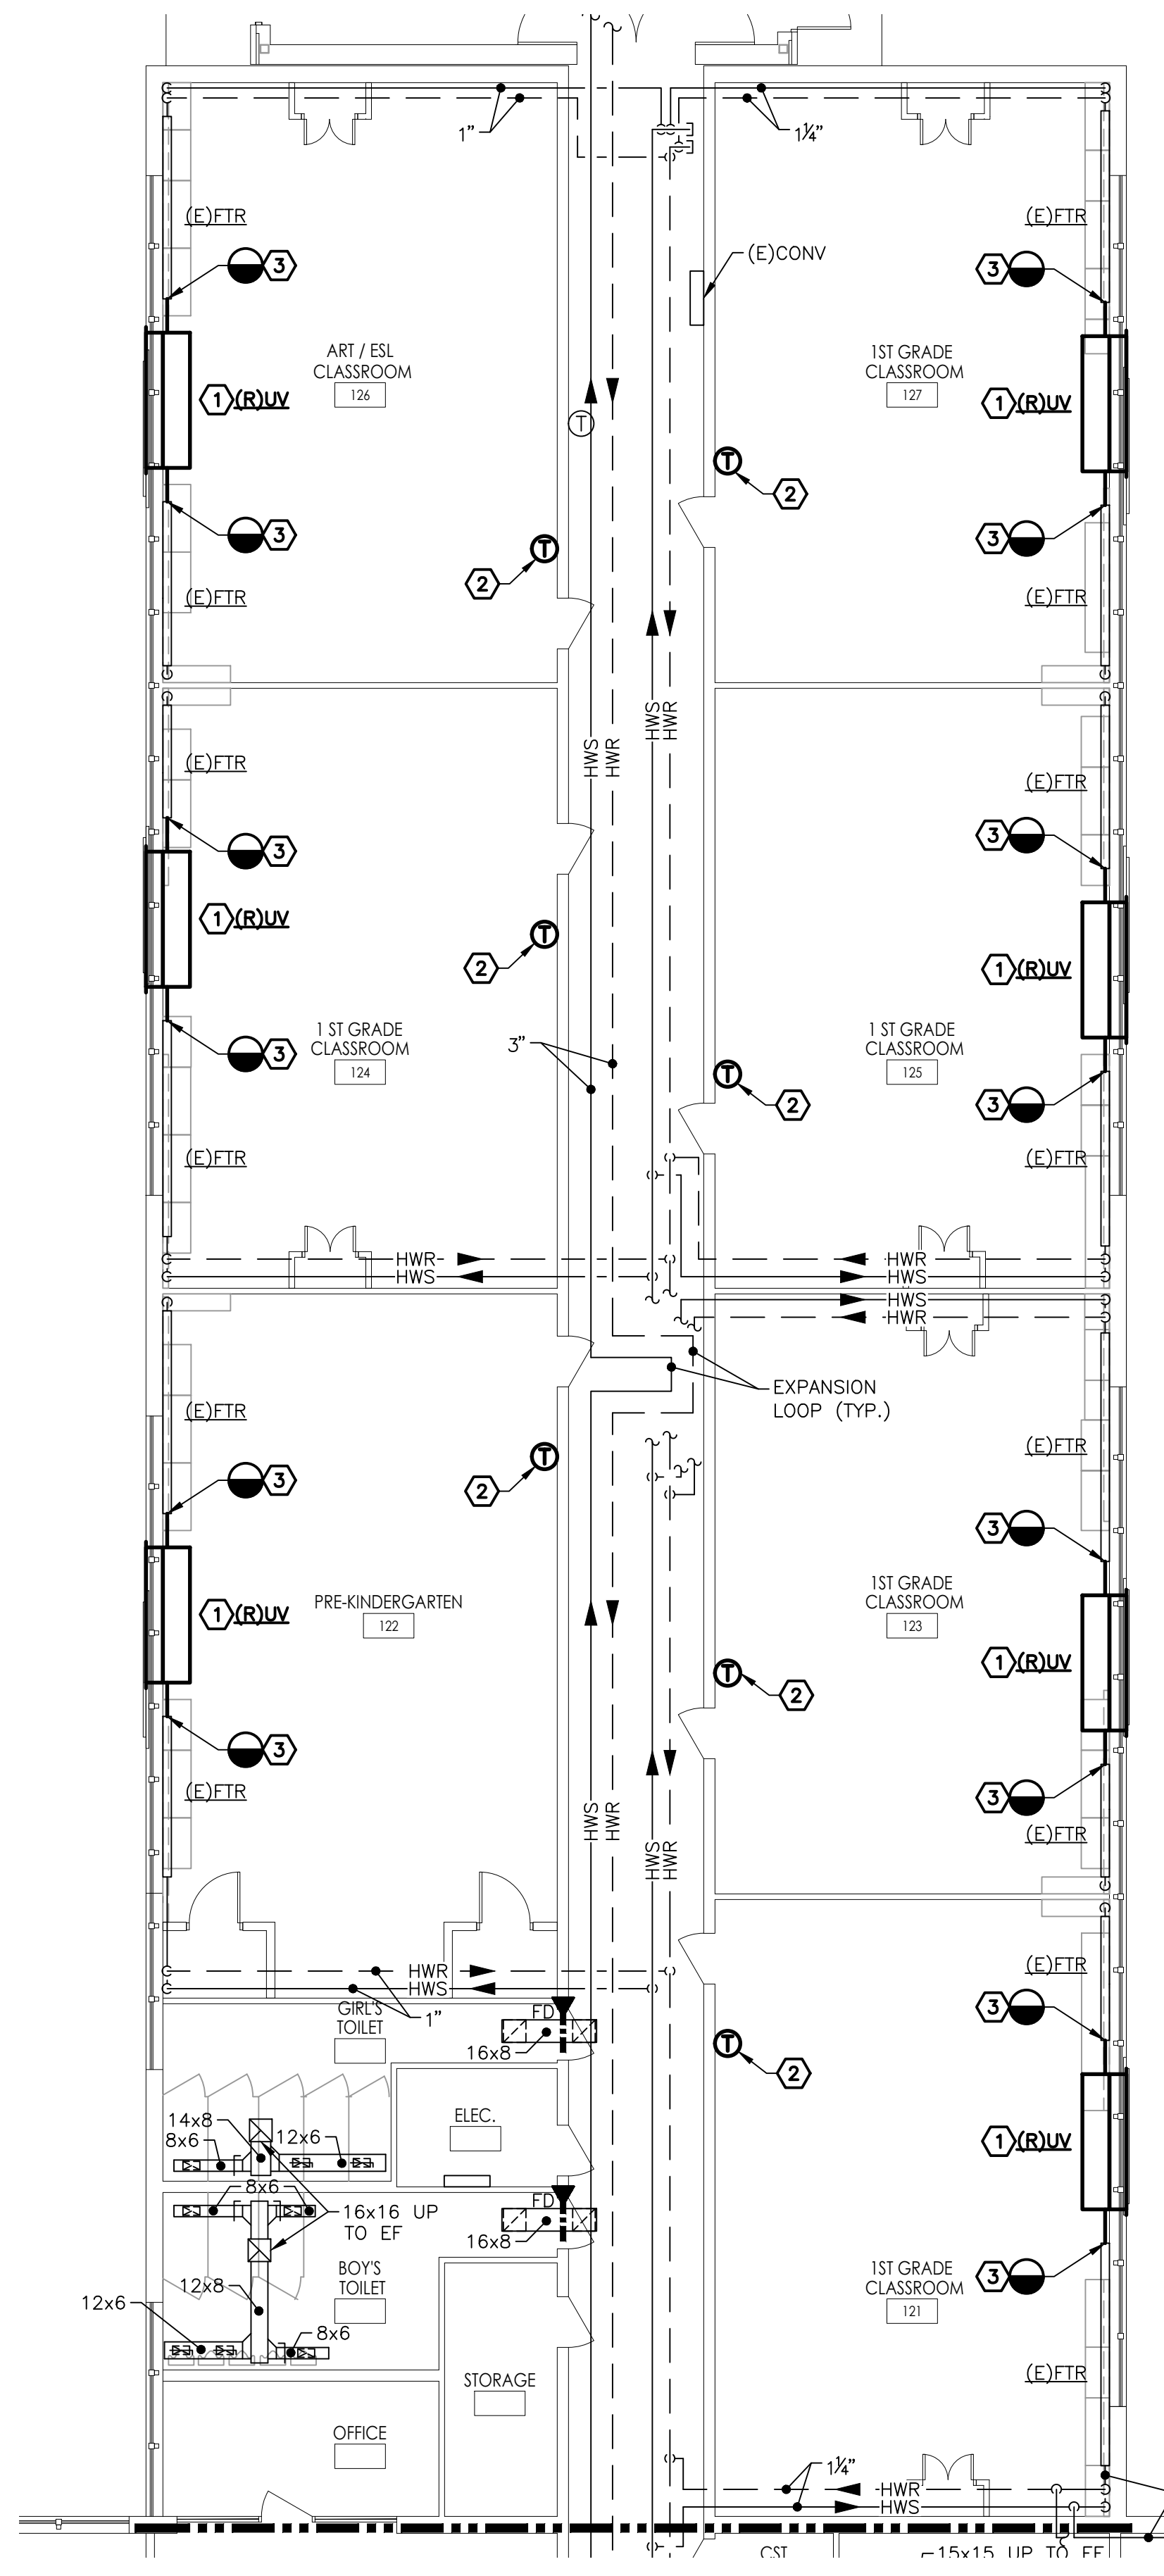 1"
1¼"
(E)FTR
(E)FTR
3
3
(E)CONV
ART / ESL
CLASSROOM
126
1ST GRADE
CLASSROOM
127
1 (R)UV
1 (R)UV
T
T
2
3
3
T
2
(E)FTR
(E)FTR
HWS
HWR
HWS
HWR
(E)FTR
(E)FTR
3
3
1 (R)UV
T
2
1 (R)UV
1 ST GRADE
CLASSROOM
124
3"
1 ST GRADE
CLASSROOM
125
3
T
2
3
(E)FTR
(E)FTR
HWR
HWS
HWR
HWS
HWS
HWR
EXPANSION
LOOP (TYP.)
(E)FTR
(E)FTR
T
2
3
3
PRE-KINDERGARTEN
122
1ST GRADE
CLASSROOM
123
1 (R)UV
1 (R)UV
T
2
3
3
(E)FTR
(E)FTR
HWS
HWR
HWS
HWR
HWR
HWS
1"
(E)FTR
3
GIRL'S
TOILET
FD
16x8
T
2
14x8
8x6
12x6
ELEC.
1 (R)UV
8x6
16x16 UP
TO EF
FD
16x8
BOY'S
TOILET
12x8
12x6
8x6
3
1ST GRADE
CLASSROOM
121
STORAGE
(E)FTR
OFFICE
1¼"
HWR
HWS
CST
15x15 UP TO EF